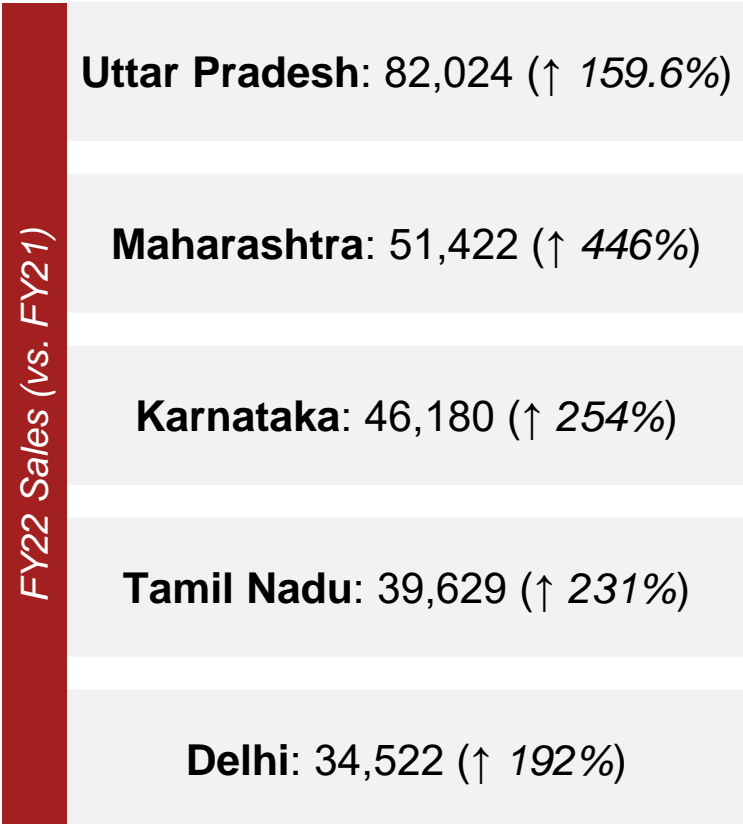 FY22 Sales (vs. FY21)
Uttar Pradesh: 82,024 (↑ 159.6%)
Maharashtra: 51,422 (↑ 446%)
Karnataka: 46,180 (↑ 254%)
Tamil Nadu: 39,629 (↑ 231%)
Delhi: 34,522 (↑ 192%)